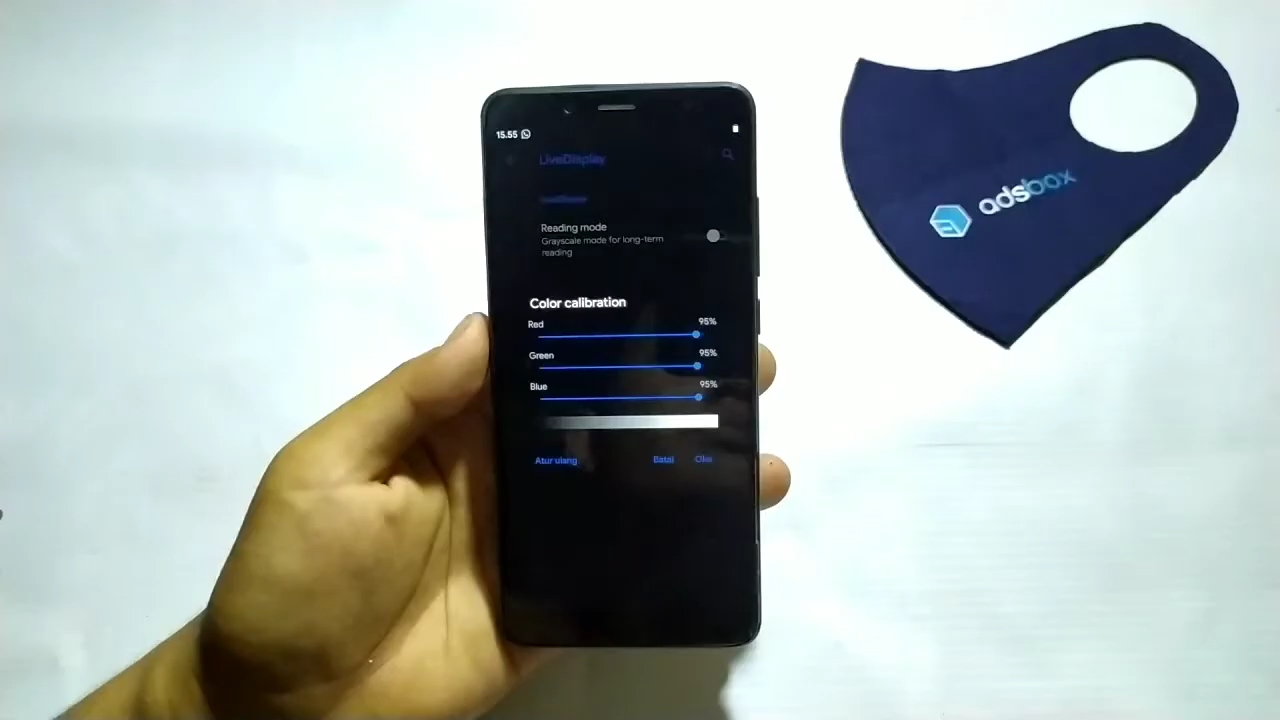 15.55
LiveDisplay
Reading mode
Grayscale mode for long-term
reading
Color calibration
Red 95%
Green 95%
Blue 95%
Atur ulang Batal Oke
adsbox